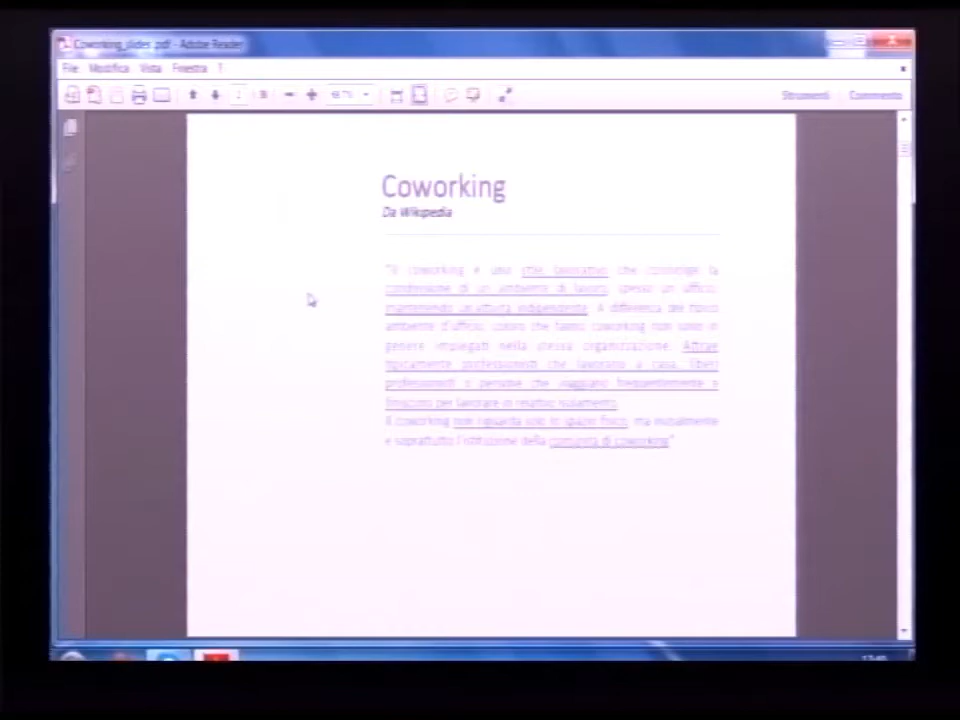 Coworking_slides.pdf - Adobe Reader
File Modifica Vista Finestra ?
Strumenti Commento
Coworking
Da Wikipedia
"Il coworking è uno stile lavorativo che coinvolge la
condivisione di un ambiente di lavoro, spesso un ufficio,
mantenendo un'attività indipendente. A differenza del tipico
ambiente d'ufficio, coloro che fanno coworking non sono in
genere impiegati nella stessa organizzazione. Attrae
tipicamente professionisti che lavorano a casa, liberi
professionisti o persone che viaggiano frequentemente e
finiscono per lavorare in relativo isolamento.
Il coworking non riguarda solo lo spazio fisico, ma inizialmente
e soprattutto l'istituzione della comunità di coworking"